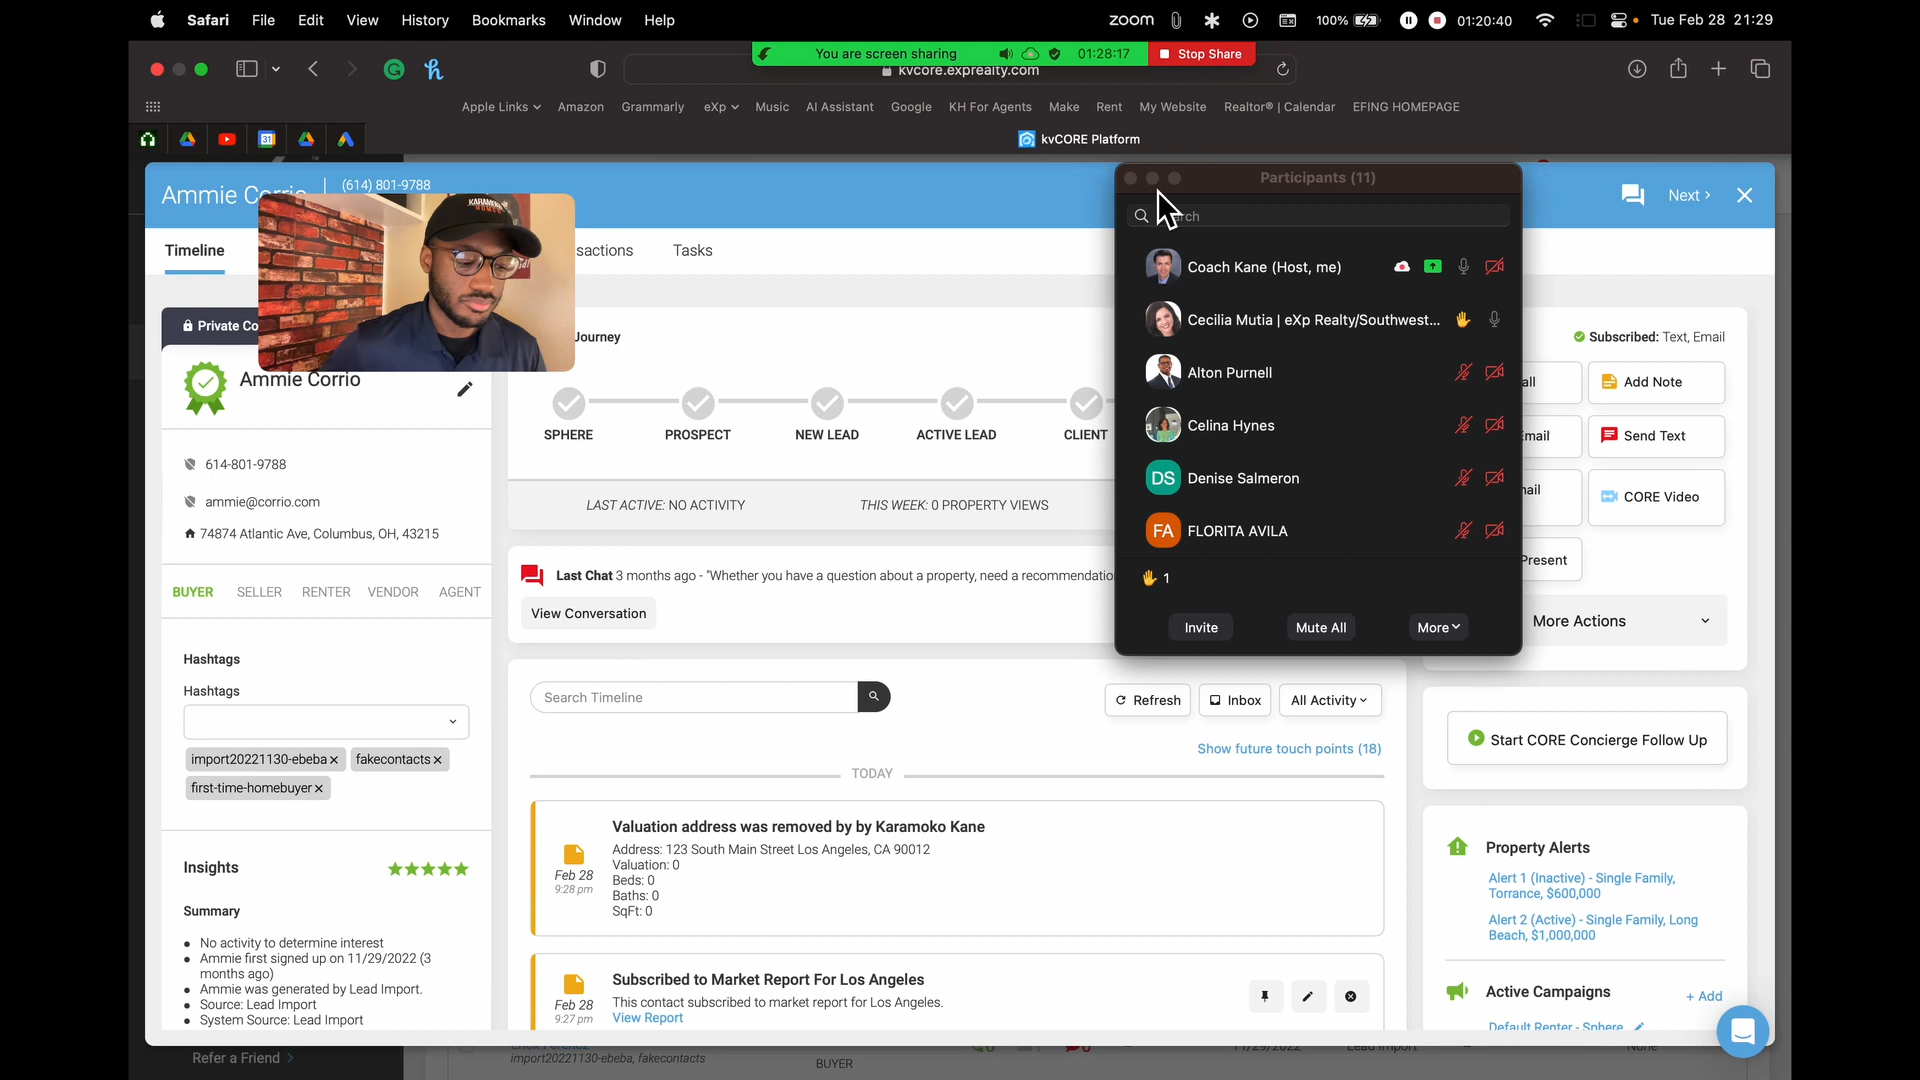 Safari File Edit View History Bookmarks Window Help
zoom 100% 01:20:40 Tue Feb 28 21:29
You are screen sharing 01:28:17 Stop Share
kvcore.exprealty.com
Apple Links Amazon Grammarly eXp Music AI Assistant Google KH For Agents Make Rent My Website Realtor® | Calendar EFING HOMEPAGE
31
kvCORE Platform
Ammie Corrio (614) 801-9788
Next >
Participants (11)
KARAMOKO
HOMES
Timeline
sactions Tasks
Coach Kane (Host, me)
Cecilia Mutia | eXp Realty/Southwest...
Alton Purnell
Celina Hynes
DS Denise Salmeron
FA FLORITA AVILA
1
Invite Mute All More
Private Co
Journey
Subscribed: Text, Email
Ammie Corrio
all Add Note
SPHERE PROSPECT NEW LEAD ACTIVE LEAD CLIENT
mail Send Text
614-801-9788
ammie@corrio.com
74874 Atlantic Ave, Columbus, OH, 43215
LAST ACTIVE: NO ACTIVITY THIS WEEK: 0 PROPERTY VIEWS
CORE Video
Present
More Actions
Last Chat 3 months ago - "Whether you have a question about a property, need a recommendatio
View Conversation
BUYER SELLER RENTER VENDOR AGENT
Hashtags
Hashtags
import20221130-ebeba × fakecontacts ×
first-time-homebuyer ×
Search Timeline
Refresh Inbox All Activity
Show future touch points (18)
TODAY
Start CORE Concierge Follow Up
Valuation address was removed by by Karamoko Kane
Address: 123 South Main Street Los Angeles, CA 90012
Valuation: 0
Beds: 0
Baths: 0
SqFt: 0
Feb 28
9:28 pm
Insights
Summary
No activity to determine interest
Ammie first signed up on 11/29/2022 (3
months ago)
Ammie was generated by Lead Import.
Source: Lead Import
System Source: Lead Import
Subscribed to Market Report For Los Angeles
This contact subscribed to market report for Los Angeles.
View Report
Feb 28
9:27 pm
Property Alerts
Alert 1 (Inactive) - Single Family,
Torrance, $600,000
Alert 2 (Active) - Single Family, Long
Beach, $1,000,000
Active Campaigns + Add
Default Renter - Sphere
Refer a Friend >
import20221130-ebeba, fakecontacts
BUYER
11/29/2022 Lead Import None